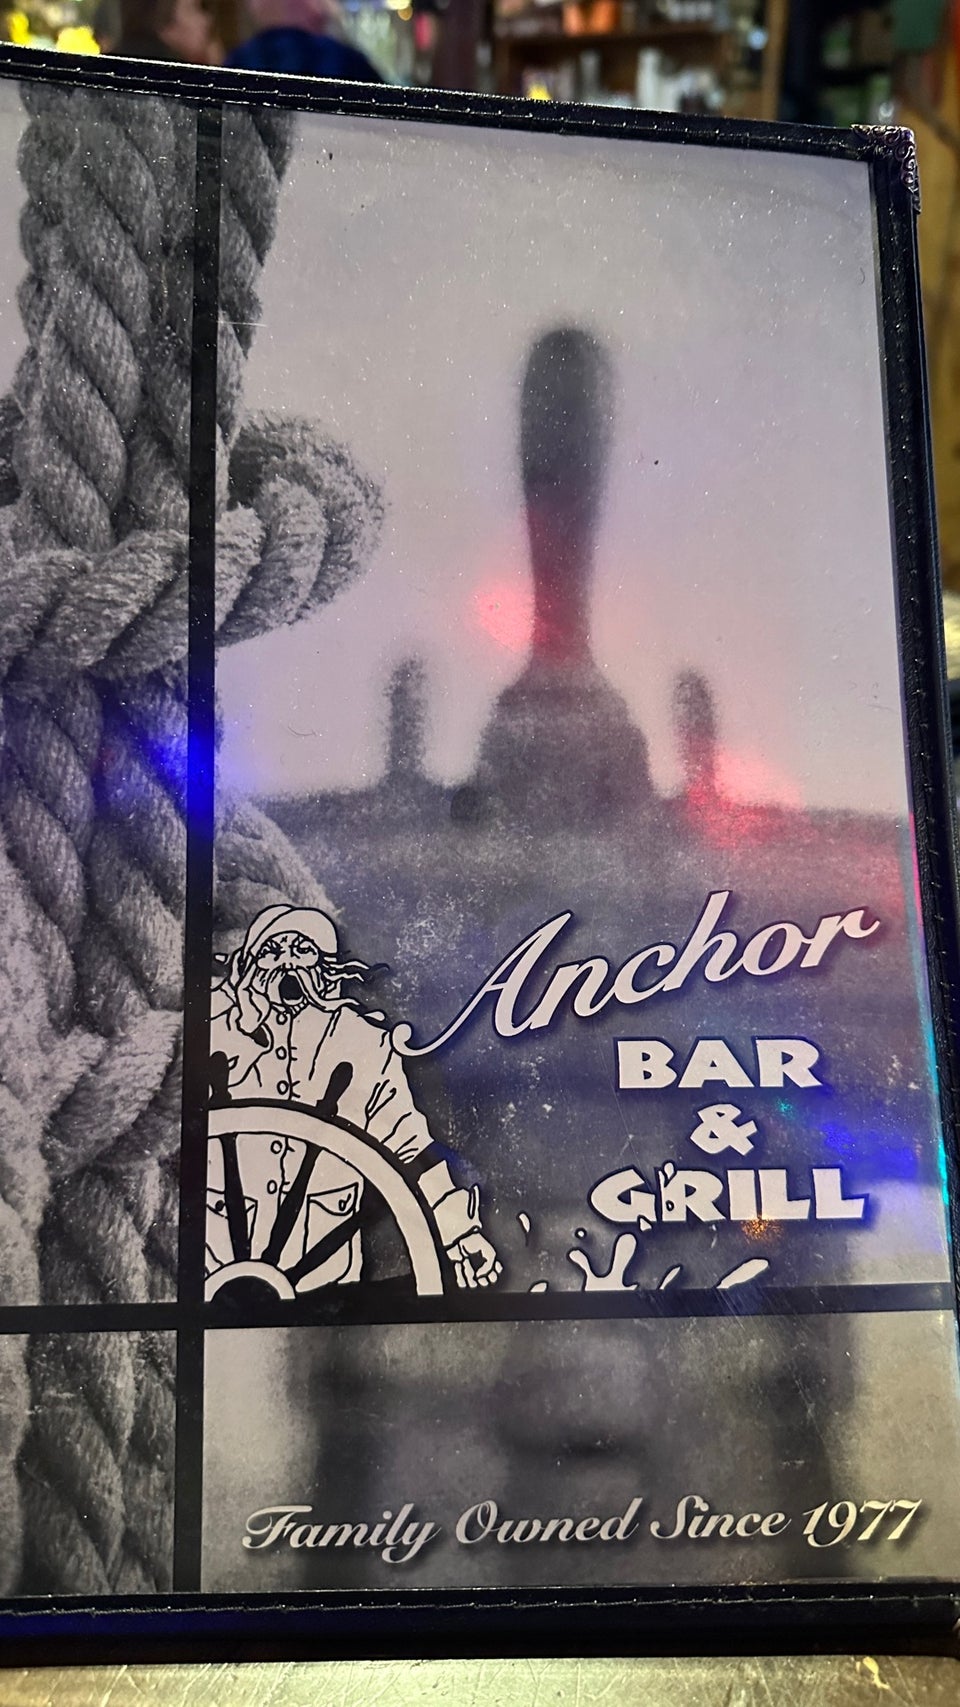 Anchor
BAR
&
GRILL
Family Owned Since 1977